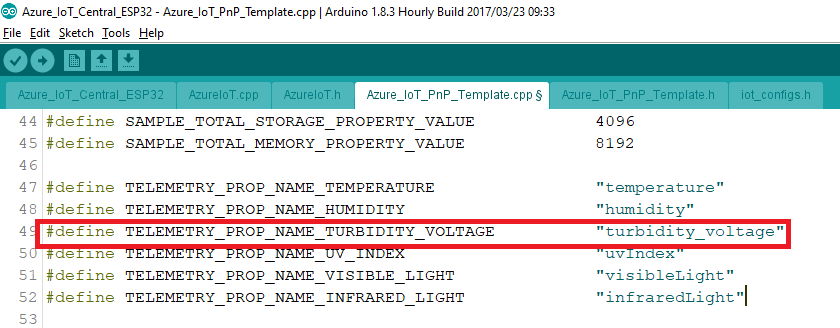 Azure_IoT_Central_ESP32 - Azure_IoT_PnP_Template.cpp | Arduino 1.8.3 Hourly Build 2017/03/23 09:33
File Edit Sketch Tools Help
Azure_IoT_Central_ESP32 AzureIoT.cpp AzureIoT.h Azure_IoT_PnP_Template.cpp § Azure_IoT_PnP_Template.h iot_configs.h
44 #define SAMPLE_TOTAL_STORAGE_PROPERTY_VALUE 4096
45 #define SAMPLE_TOTAL_MEMORY_PROPERTY_VALUE 8192
46
47 #define TELEMETRY_PROP_NAME_TEMPERATURE "temperature"
48 #define TELEMETRY_PROP_NAME_HUMIDITY "humidity"
49 #define TELEMETRY_PROP_NAME_TURBIDITY_VOLTAGE "turbidity_voltage"
50 #define TELEMETRY_PROP_NAME_UV_INDEX "uvIndex"
51 #define TELEMETRY_PROP_NAME_VISIBLE_LIGHT "visibleLight"
52 #define TELEMETRY_PROP_NAME_INFRARED_LIGHT "infraredLight"
53